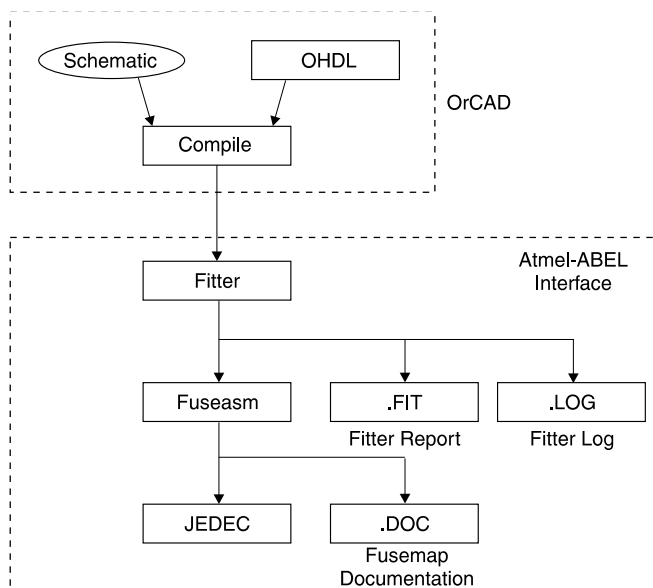 Schematic
OHDL
OrCAD
Compile
Atmel-ABEL
Interface
Fitter
Fuseasm
.FIT
.LOG
Fitter Report
Fitter Log
JEDEC
.DOC
Fusemap
Documentation